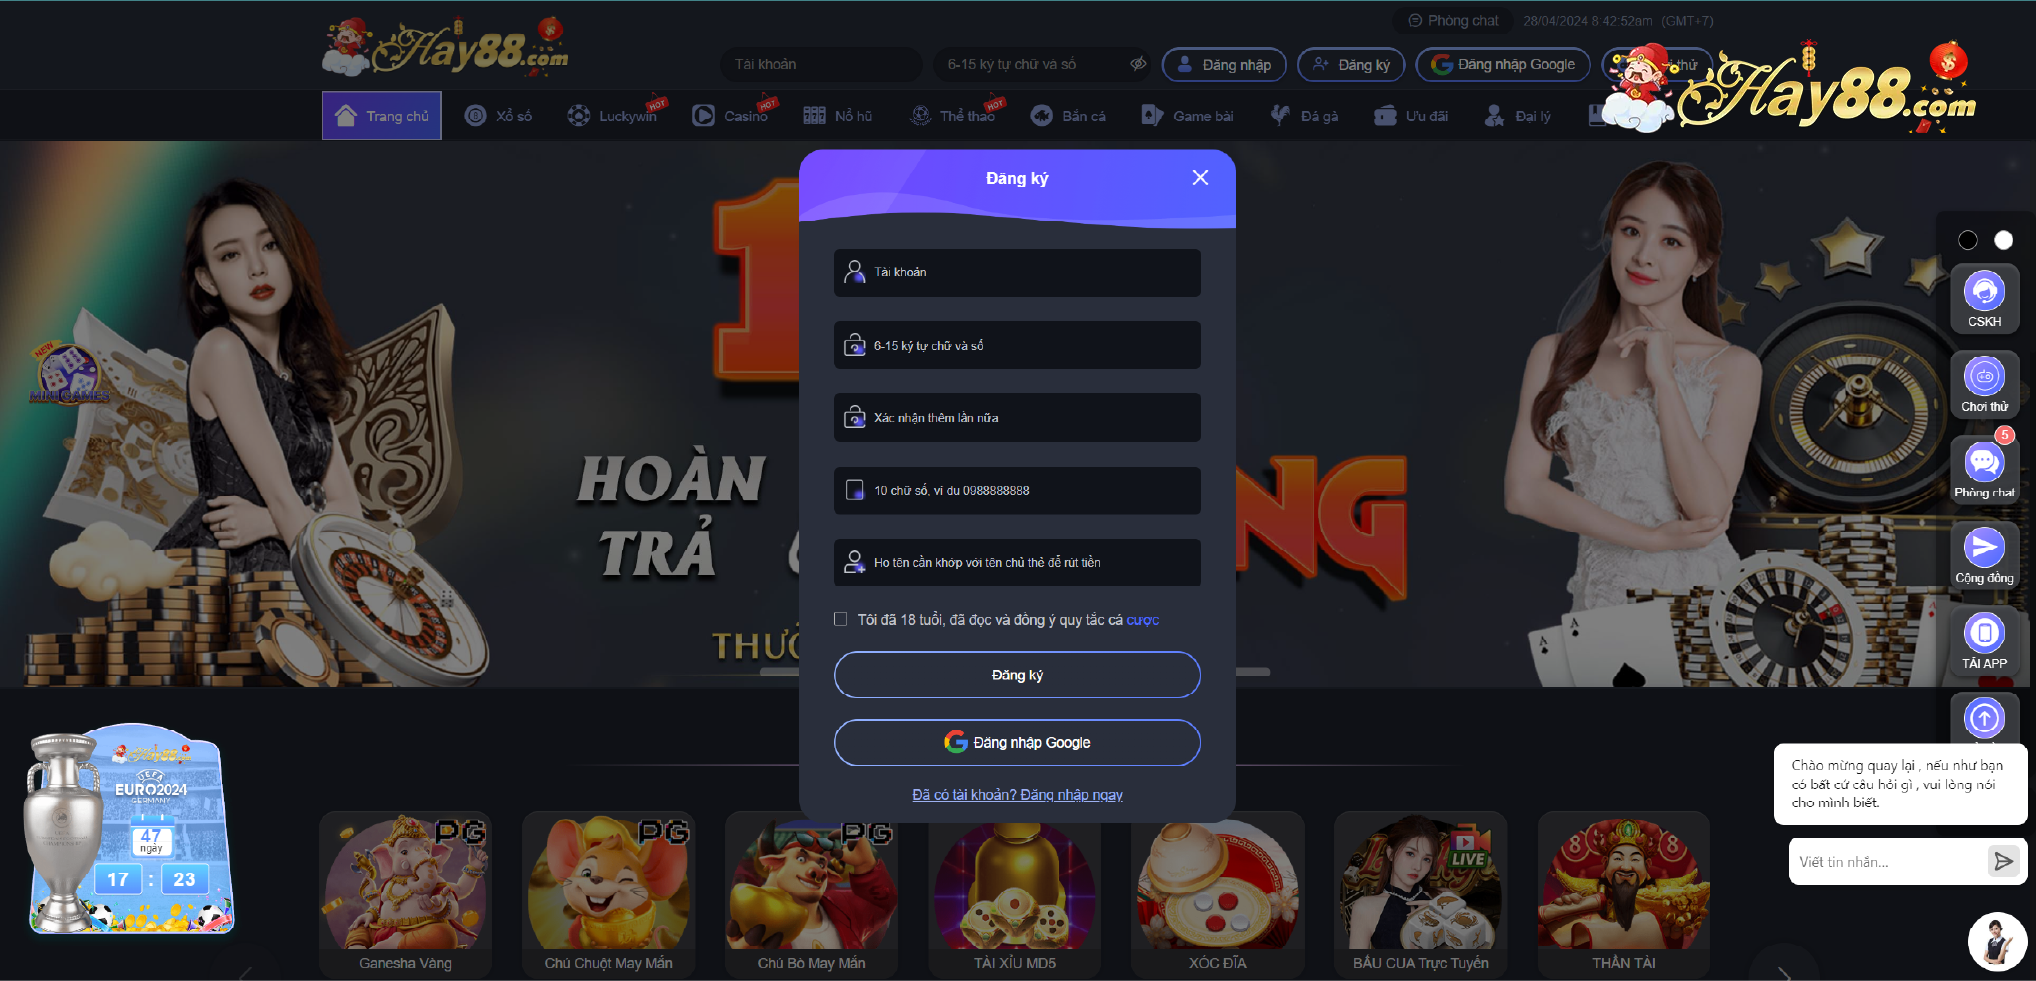 Hay88.com
Phòng chat
28/04/2024 8:42:52am (GMT+7)
Tài khoản
6-15 ký tự chữ và số
Đăng nhập
Đăng ký
Đăng nhập Google
thử
Hay88.com
Trang chủ
Xổ số
Luckywin
HOT
Casino
HOT
Nổ hũ
Thể thao
HOT
Bắn cá
Game bài
Đá gà
Ưu đãi
Đại lý
Đăng ký
Tài khoản
6-15 ký tự chữ và số
Xác nhận thêm lần nữa
10 chữ số, ví dụ 0988888888
Họ tên cần khớp với tên chủ thẻ để rút tiền
Tôi đã 18 tuổi, đã đọc và đồng ý quy tắc cá cược
Đăng ký
Đăng nhập Google
Đã có tài khoản? Đăng nhập ngay
HOÀN
TRẢ
NG
NEW
MINI GAMES
CSKH
Chơi thử
5
Phòng chat
Cộng đồng
TẢI APP
Chào mừng quay lại , nếu như bạn
có bất cứ câu hỏi gì , vui lòng nói
cho mình biết.
Viết tin nhắn...
Hay88.com
UEFA
EURO2024
GERMANY
47
ngày
17 : 23
PG
PG
PG
LIVE
8 8
Ganesha Vàng
Chú Chuột May Mắn
Chú Bò May Mắn
TÀI XỈU MD5
XÓC ĐĨA
BẦU CUA Trực Tuyến
THẦN TÀI